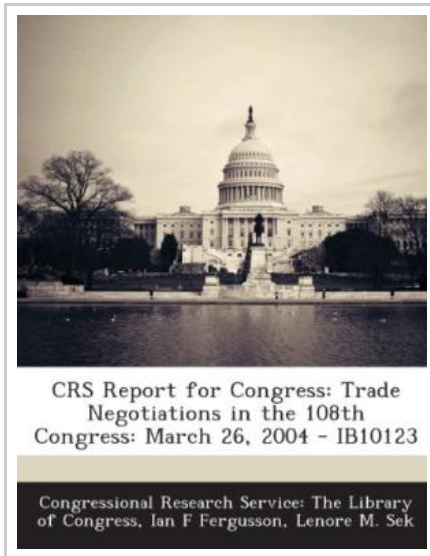 CRS Report for Congress: Trade
Negotiations in the 108th
Congress: March 26, 2004 - IB10123
Congressional Research Service: The Library
of Congress, Ian F Fergusson, Lenore M. Sek